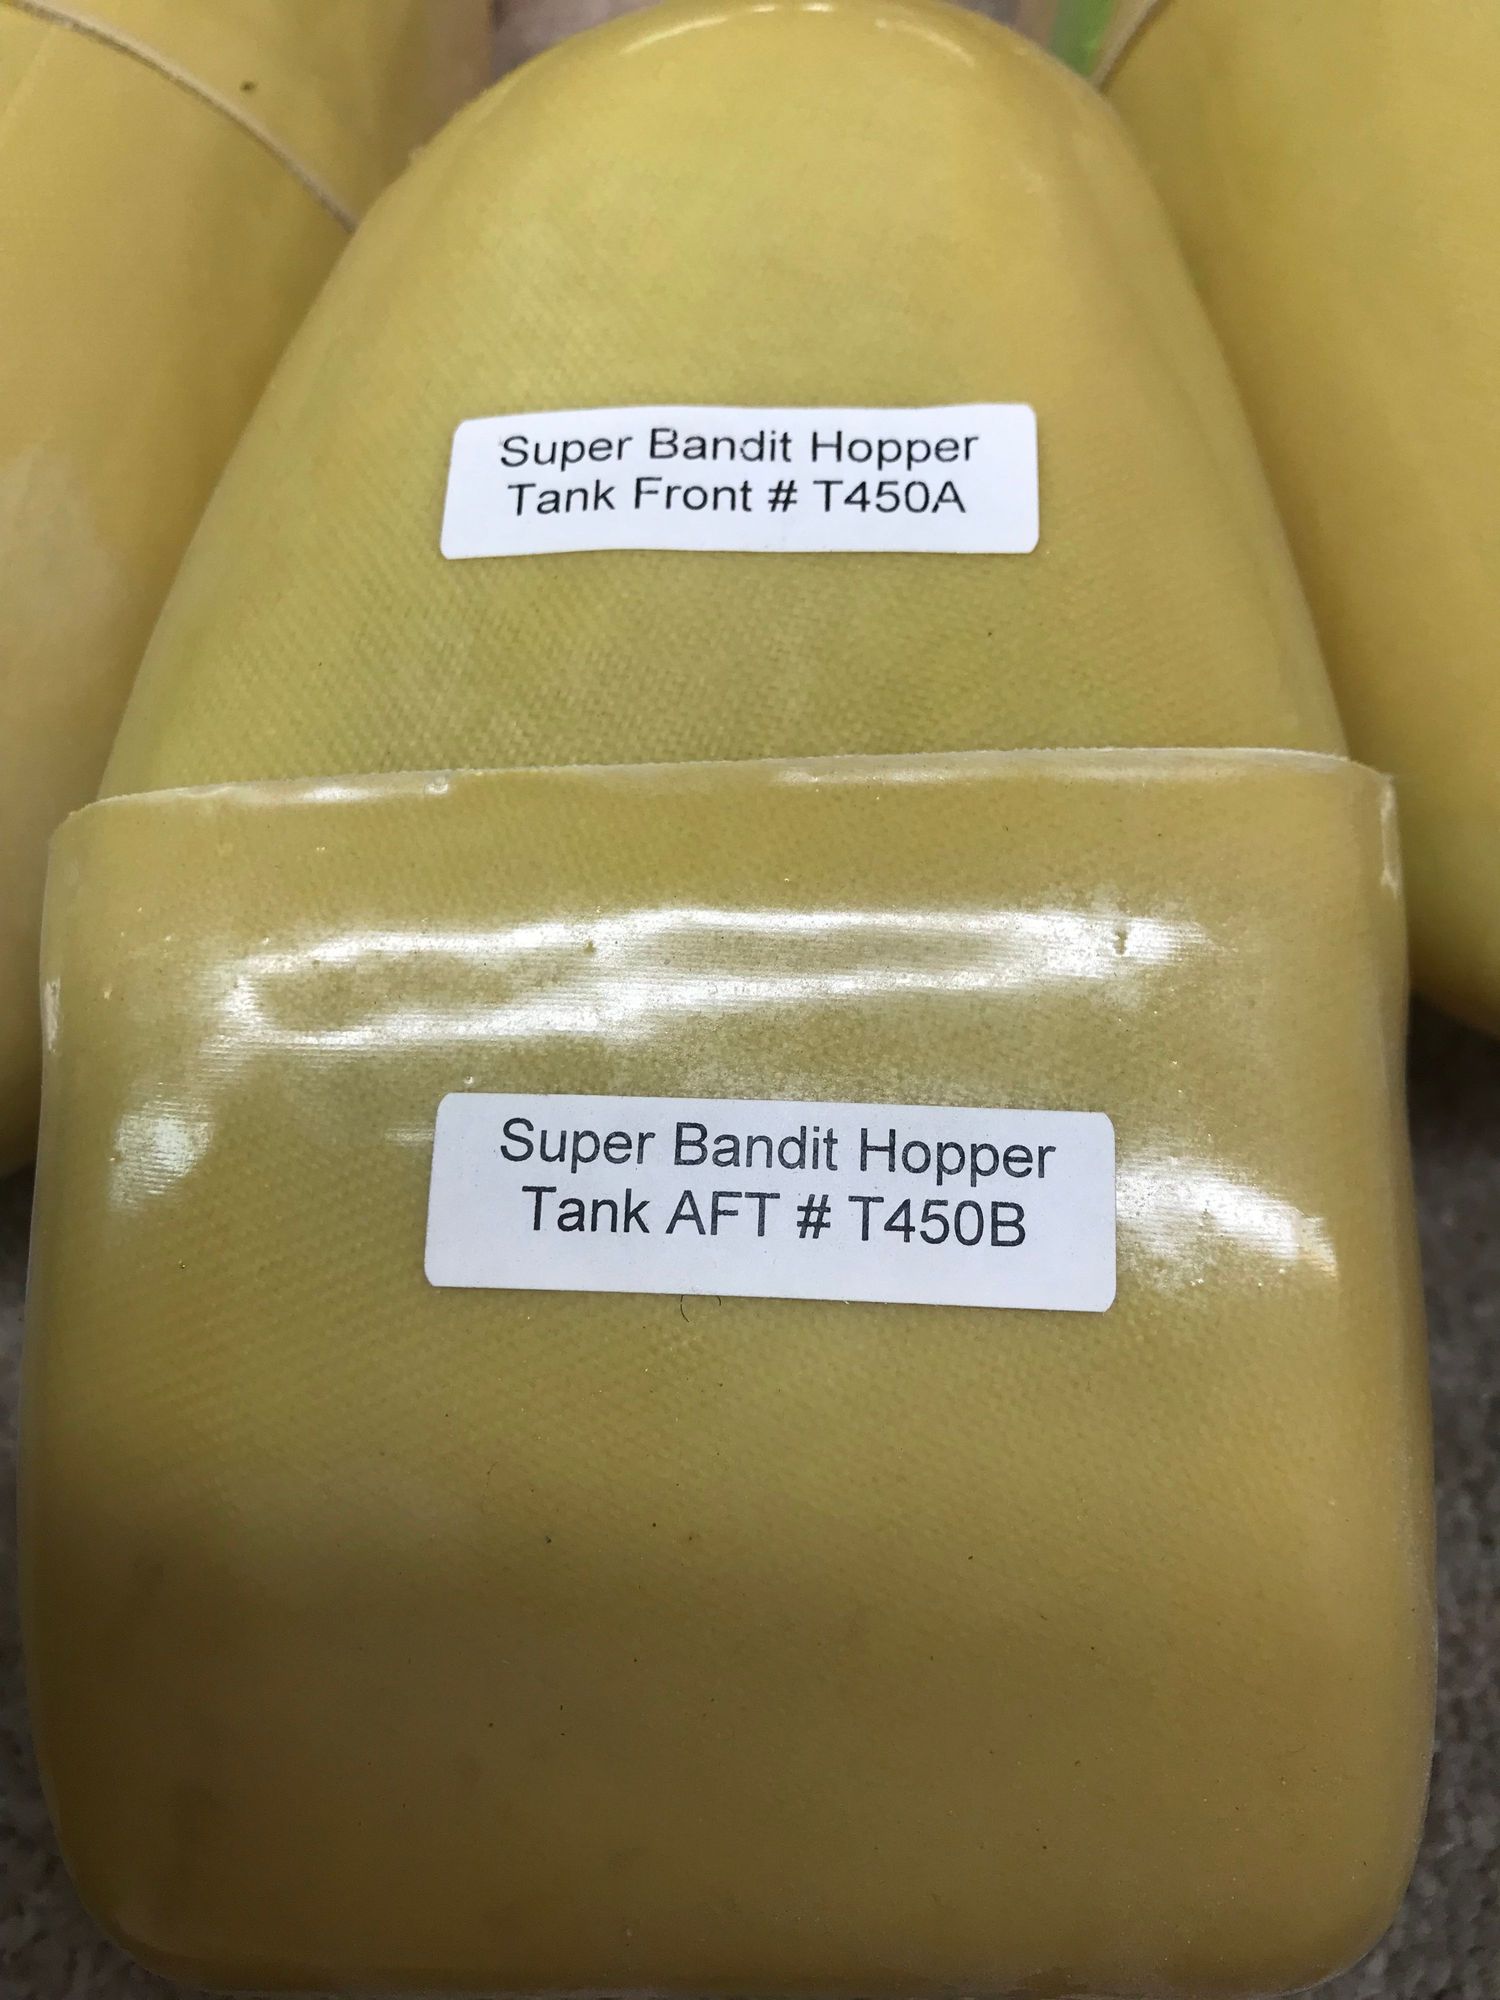 Super Bandit Hopper
Tank Front # T450A
Super Bandit Hopper
Tank AFT # T450B